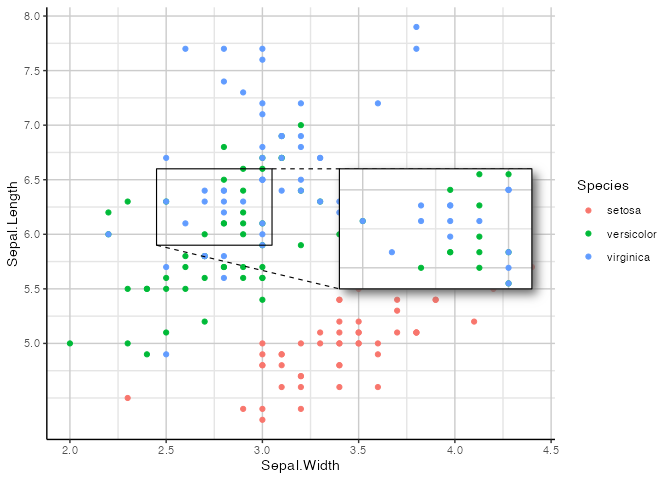 8.0
7.5
7.0
6.5
6.0
5.5
5.0
Sepal.Length
2.0 2.5 3.0 3.5 4.0 4.5
Sepal.Width
Species
setosa
versicolor
virginica